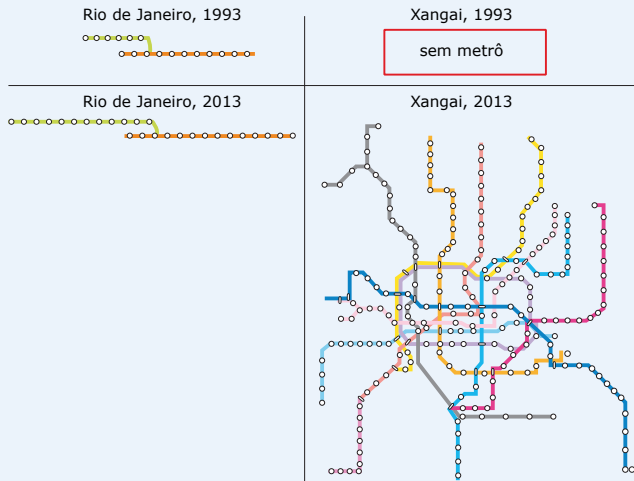 Rio de Janeiro, 1993
Xangai, 1993
sem metrô
Rio de Janeiro, 2013
Xangai, 2013